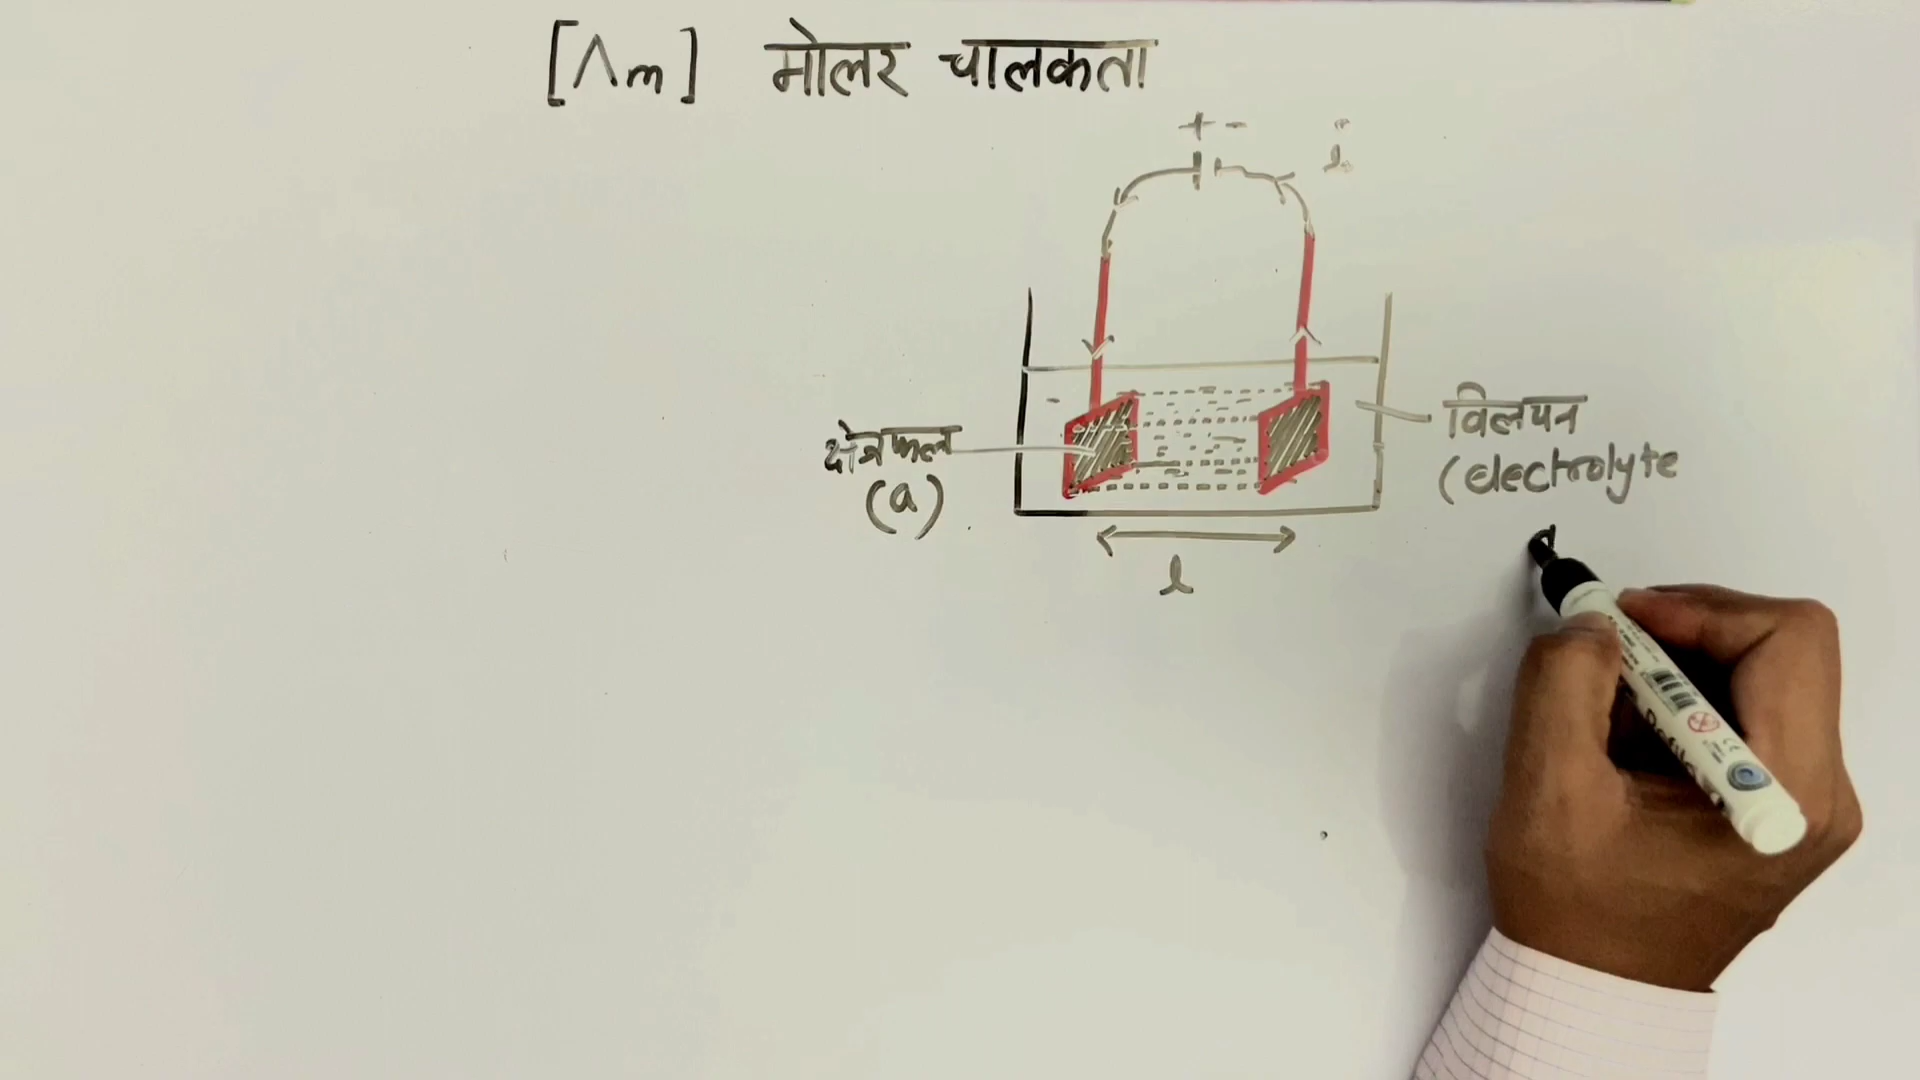 [Λm] मोलर चालकता
+ -
क्षेत्रफल
(a)
विलयन
(electrolyte
l